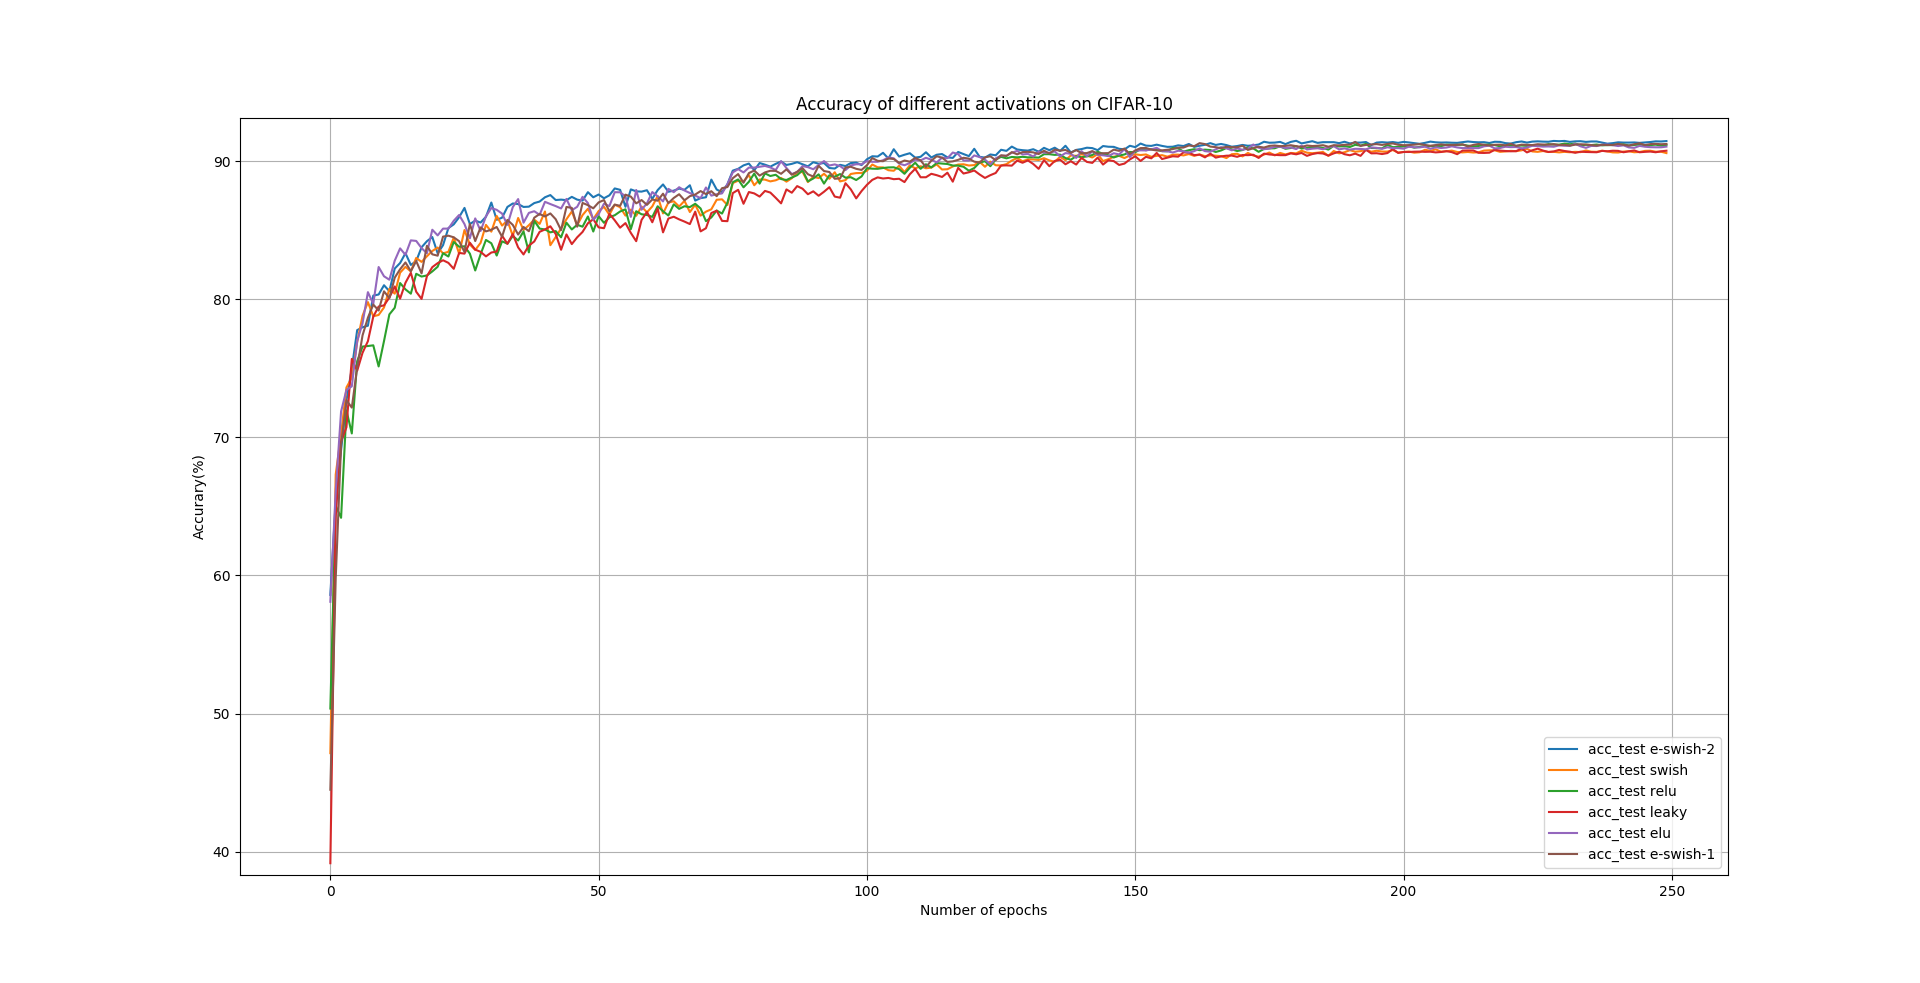 Accuracy of different activations on CIFAR-10
Accurary(%)
90
80
70
60
50
40
0 50 100 150 200 250
Number of epochs
acc_test e-swish-2
acc_test swish
acc_test relu
acc_test leaky
acc_test elu
acc_test e-swish-1